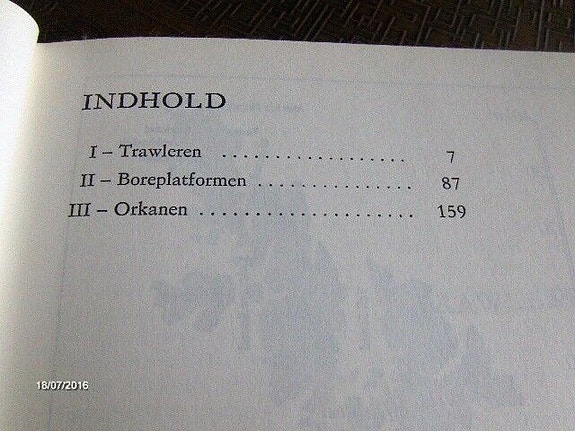 INDHOLD
I – Trawleren .................. 7
II – Boreplatformen .............. 87
III – Orkanen .................... 159
18/07/2016